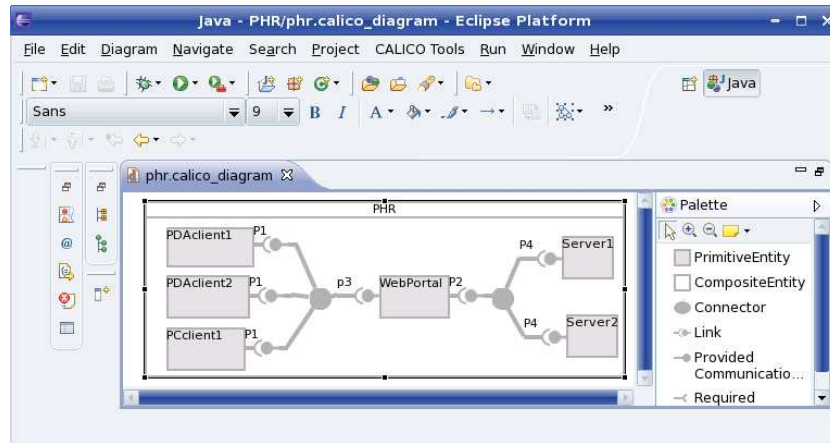 Java - PHR/phr.calico_diagram - Eclipse Platform
File Edit Diagram Navigate Search Project CALICO Tools Run Window Help
Java
Sans 9 B I A »
phr.calico_diagram
PHR
PDAclient1 P1
PDAclient2 P1
PCclient1 P1
p3 WebPortal P2
P4 Server1
P4 Server2
Palette
PrimitiveEntity
CompositeEntity
Connector
Link
Provided
Communicatio...
Required